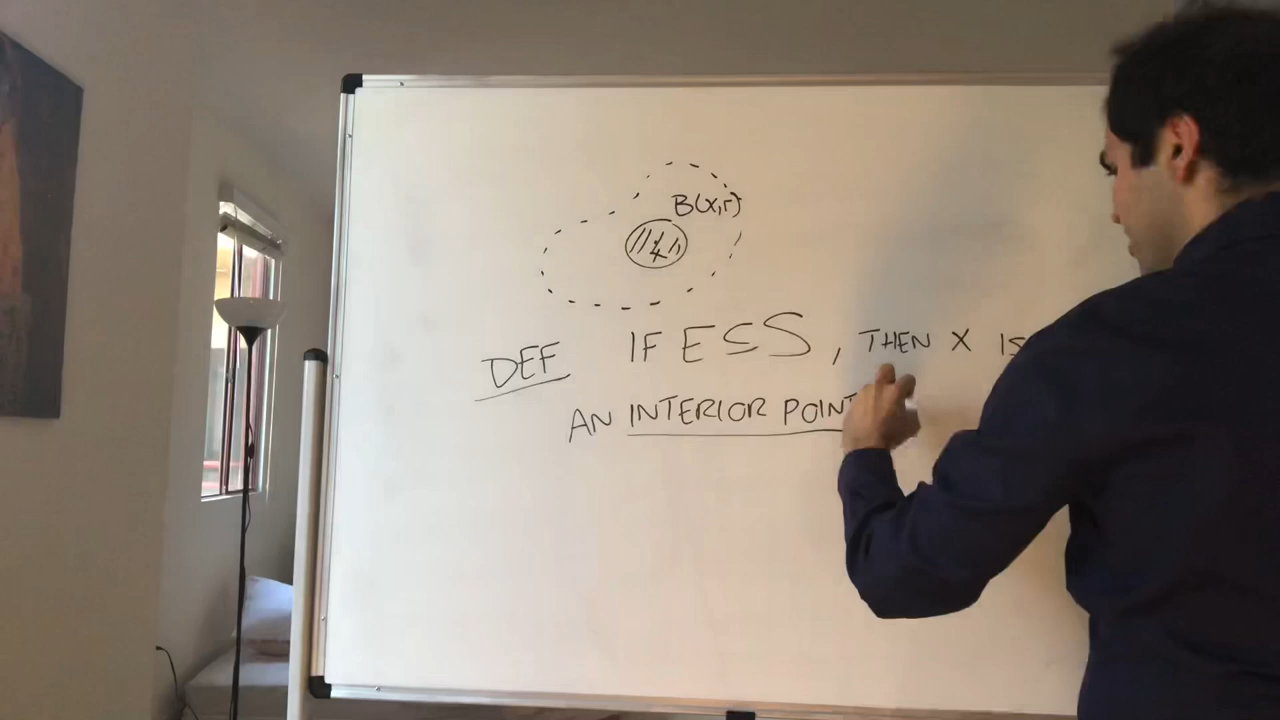 B(x,r)
x
DEF IF E ⊆ S, THEN X IS
AN INTERIOR POINT